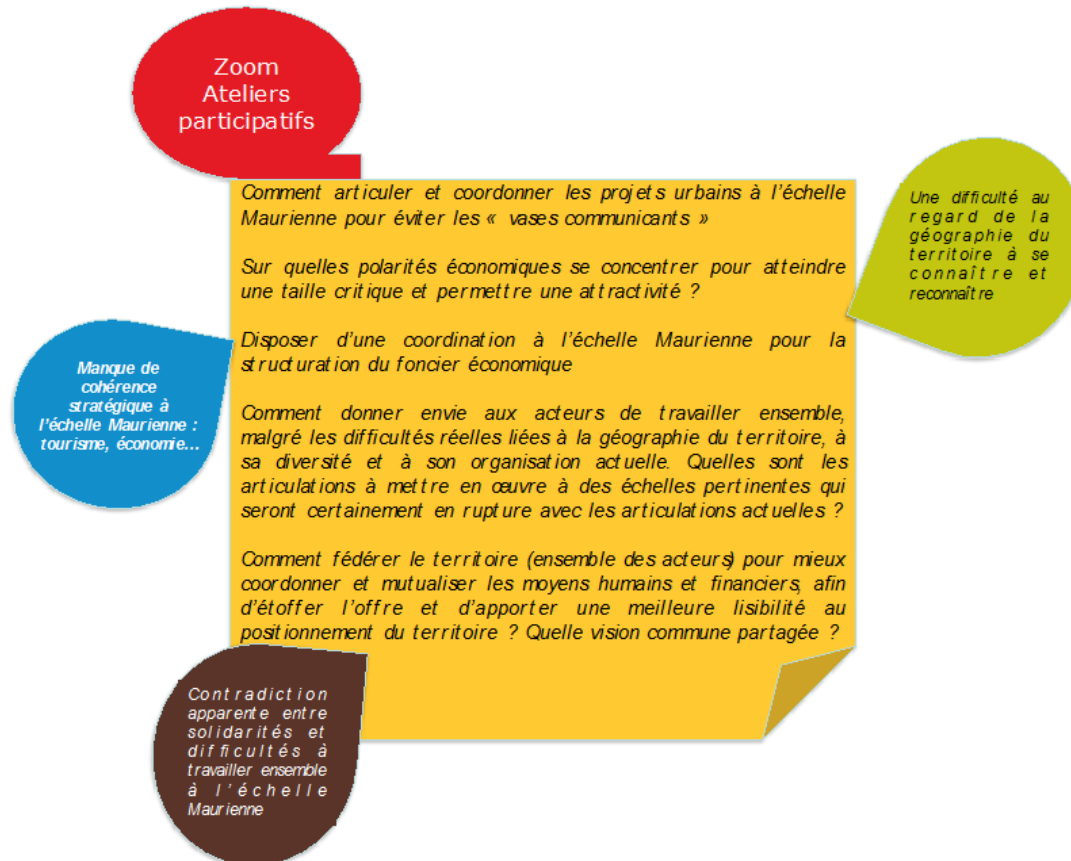 Zoom
Ateliers
participatifs
Comment articuler et coordonner les projets urbains à l'échelle
Maurienne pour éviter les « vases communicants »
Sur quelles polarités économiques se concentrer pour atteindre
une taille critique et permettre une attractivité ?
Disposer d'une coordination à l'échelle Maurienne pour la
structuration du foncier économique
Comment donner envie aux acteurs de travailler ensemble,
malgré les difficultés réelles liées à la géographie du territoire, à
sa diversité et à son organisation actuelle. Quelles sont les
articulations à mettre en œuvre à des échelles pertinentes qui
seront certainement en rupture avec les articulations actuelles ?
Comment fédérer le territoire (ensemble des acteurs) pour mieux
coordonner et mutualiser les moyens humains et financiers, afin
d'étoffer l'offre et d'apporter une meilleure lisibilité au
positionnement du territoire ? Quelle vision commune partagée ?
Une difficulté au
regard de la
géographie du
territoire à se
connaître et
reconnaître
Manque de
cohérence
stratégique à
l'échelle Maurienne :
tourisme, économie...
Contradiction
apparente entre
solidarités et
difficultés à
travailler ensemble
à l'échelle
Maurienne